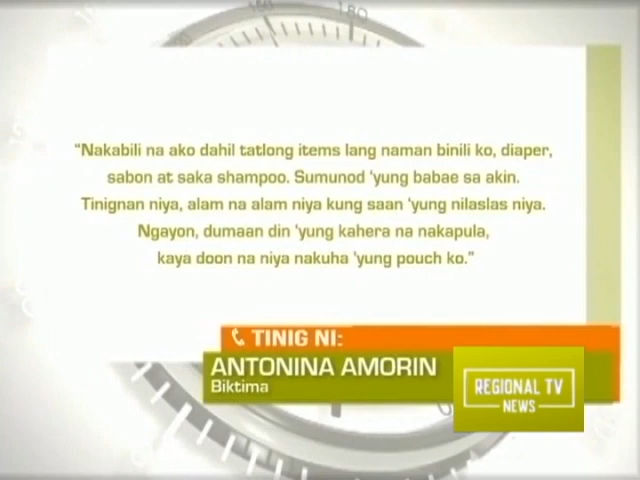 180
“Nakabili na ako dahil tatlong items lang naman binili ko, diaper,
sabon at saka shampoo. Sumunod ‘yung babae sa akin.
Tinignan niya, alam na alam niya kung saan ‘yung nilaslas niya.
Ngayon, dumaan din ‘yung kahera na nakapula,
kaya doon na niya nakuha ‘yung pouch ko.”
TINIG NI:
ANTONINA AMORIN
Biktima
REGIONAL TV
NEWS